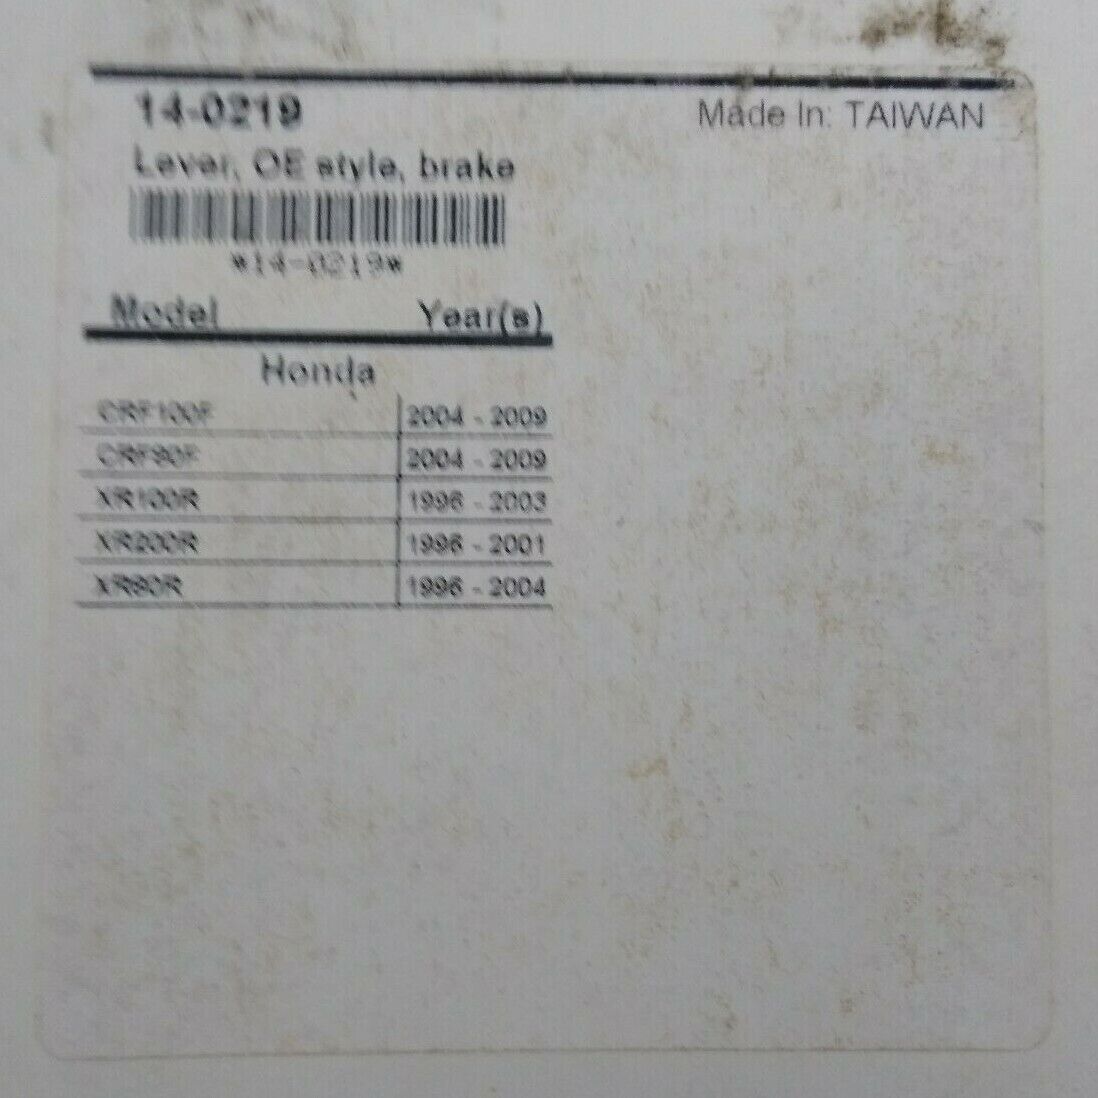 14-0219
Made In: TAIWAN
Lever, OE style, brake
*14-0219*
Model Year(s)
Honda
CRF100F 2004 - 2009
CRF80F 2004 - 2009
XR100R 1996 - 2003
XR200R 1996 - 2001
XR80R 1996 - 2004